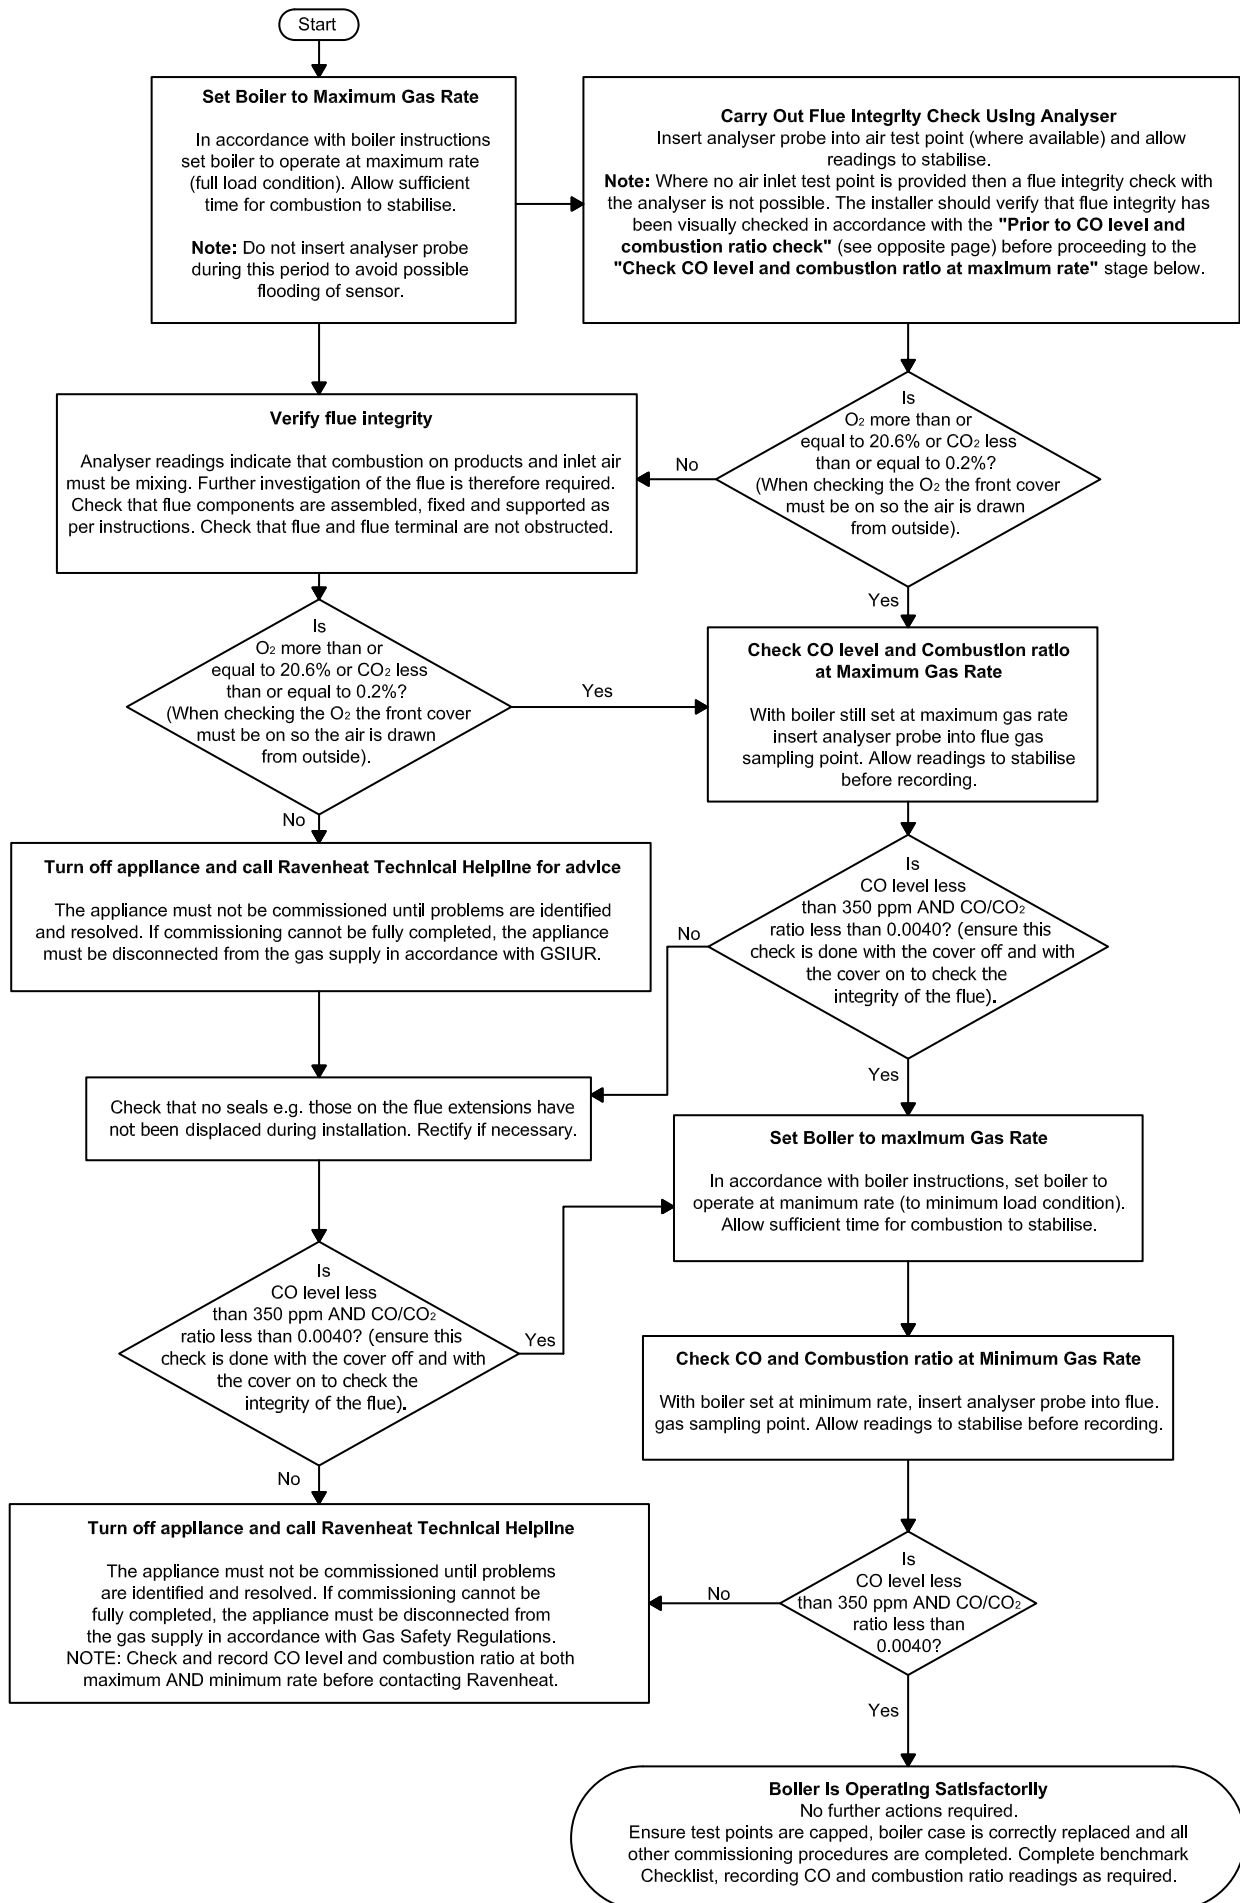 Start
Set Boiler to Maximum Gas Rate
In accordance with boiler instructions
set boiler to operate at maximum rate
(full load condition). Allow sufficient
time for combustion to stabilise.
Note: Do not insert analyser probe
during this period to avoid possible
flooding of sensor.
Carry Out Flue Integrity Check Using Analyser
Insert analyser probe into air test point (where available) and allow
readings to stabilise.
Note: Where no air inlet test point is provided then a flue integrity check with
the analyser is not possible. The installer should verify that flue integrity has
been visually checked in accordance with the "Prior to CO level and
combustion ratio check" (see opposite page) before proceeding to the
"Check CO level and combustion ratio at maximum rate" stage below.
Is
O₂ more than or
equal to 20.6% or CO₂ less
than or equal to 0.2%?
(When checking the O₂ the front cover
must be on so the air is drawn
from outside).
No
Yes
Verify flue integrity
Analyser readings indicate that combustion on products and inlet air
must be mixing. Further investigation of the flue is therefore required.
Check that flue components are assembled, fixed and supported as
per instructions. Check that flue and flue terminal are not obstructed.
Is
O₂ more than or
equal to 20.6% or CO₂ less
than or equal to 0.2%?
(When checking the O₂ the front cover
must be on so the air is drawn
from outside).
Yes
No
Check CO level and Combustion ratio
at Maximum Gas Rate
With boiler still set at maximum gas rate
insert analyser probe into flue gas
sampling point. Allow readings to stabilise
before recording.
Turn off appliance and call Ravenheat Technical Helpline for advice
The appliance must not be commissioned until problems are identified
and resolved. If commissioning cannot be fully completed, the appliance
must be disconnected from the gas supply in accordance with GSIUR.
Is
CO level less
than 350 ppm AND CO/CO₂
ratio less than 0.0040? (ensure this
check is done with the cover off and with
the cover on to check the
integrity of the flue).
No
Yes
Check that no seals e.g. those on the flue extensions have
not been displaced during installation. Rectify if necessary.
Set Boiler to maximum Gas Rate
In accordance with boiler instructions, set boiler to
operate at manimum rate (to minimum load condition).
Allow sufficient time for combustion to stabilise.
Is
CO level less
than 350 ppm AND CO/CO₂
ratio less than 0.0040? (ensure this
check is done with the cover off and with
the cover on to check the
integrity of the flue).
Yes
No
Check CO and Combustion ratio at Minimum Gas Rate
With boiler set at minimum rate, insert analyser probe into flue.
gas sampling point. Allow readings to stabilise before recording.
Turn off appliance and call Ravenheat Technical Helpline
The appliance must not be commissioned until problems
are identified and resolved. If commissioning cannot be
fully completed, the appliance must be disconnected from
the gas supply in accordance with Gas Safety Regulations.
NOTE: Check and record CO level and combustion ratio at both
maximum AND minimum rate before contacting Ravenheat.
Is
CO level less
than 350 ppm AND CO/CO₂
ratio less than
0.0040?
No
Yes
Boiler Is Operating Satisfactorily
No further actions required.
Ensure test points are capped, boiler case is correctly replaced and all
other commissioning procedures are completed. Complete benchmark
Checklist, recording CO and combustion ratio readings as required.